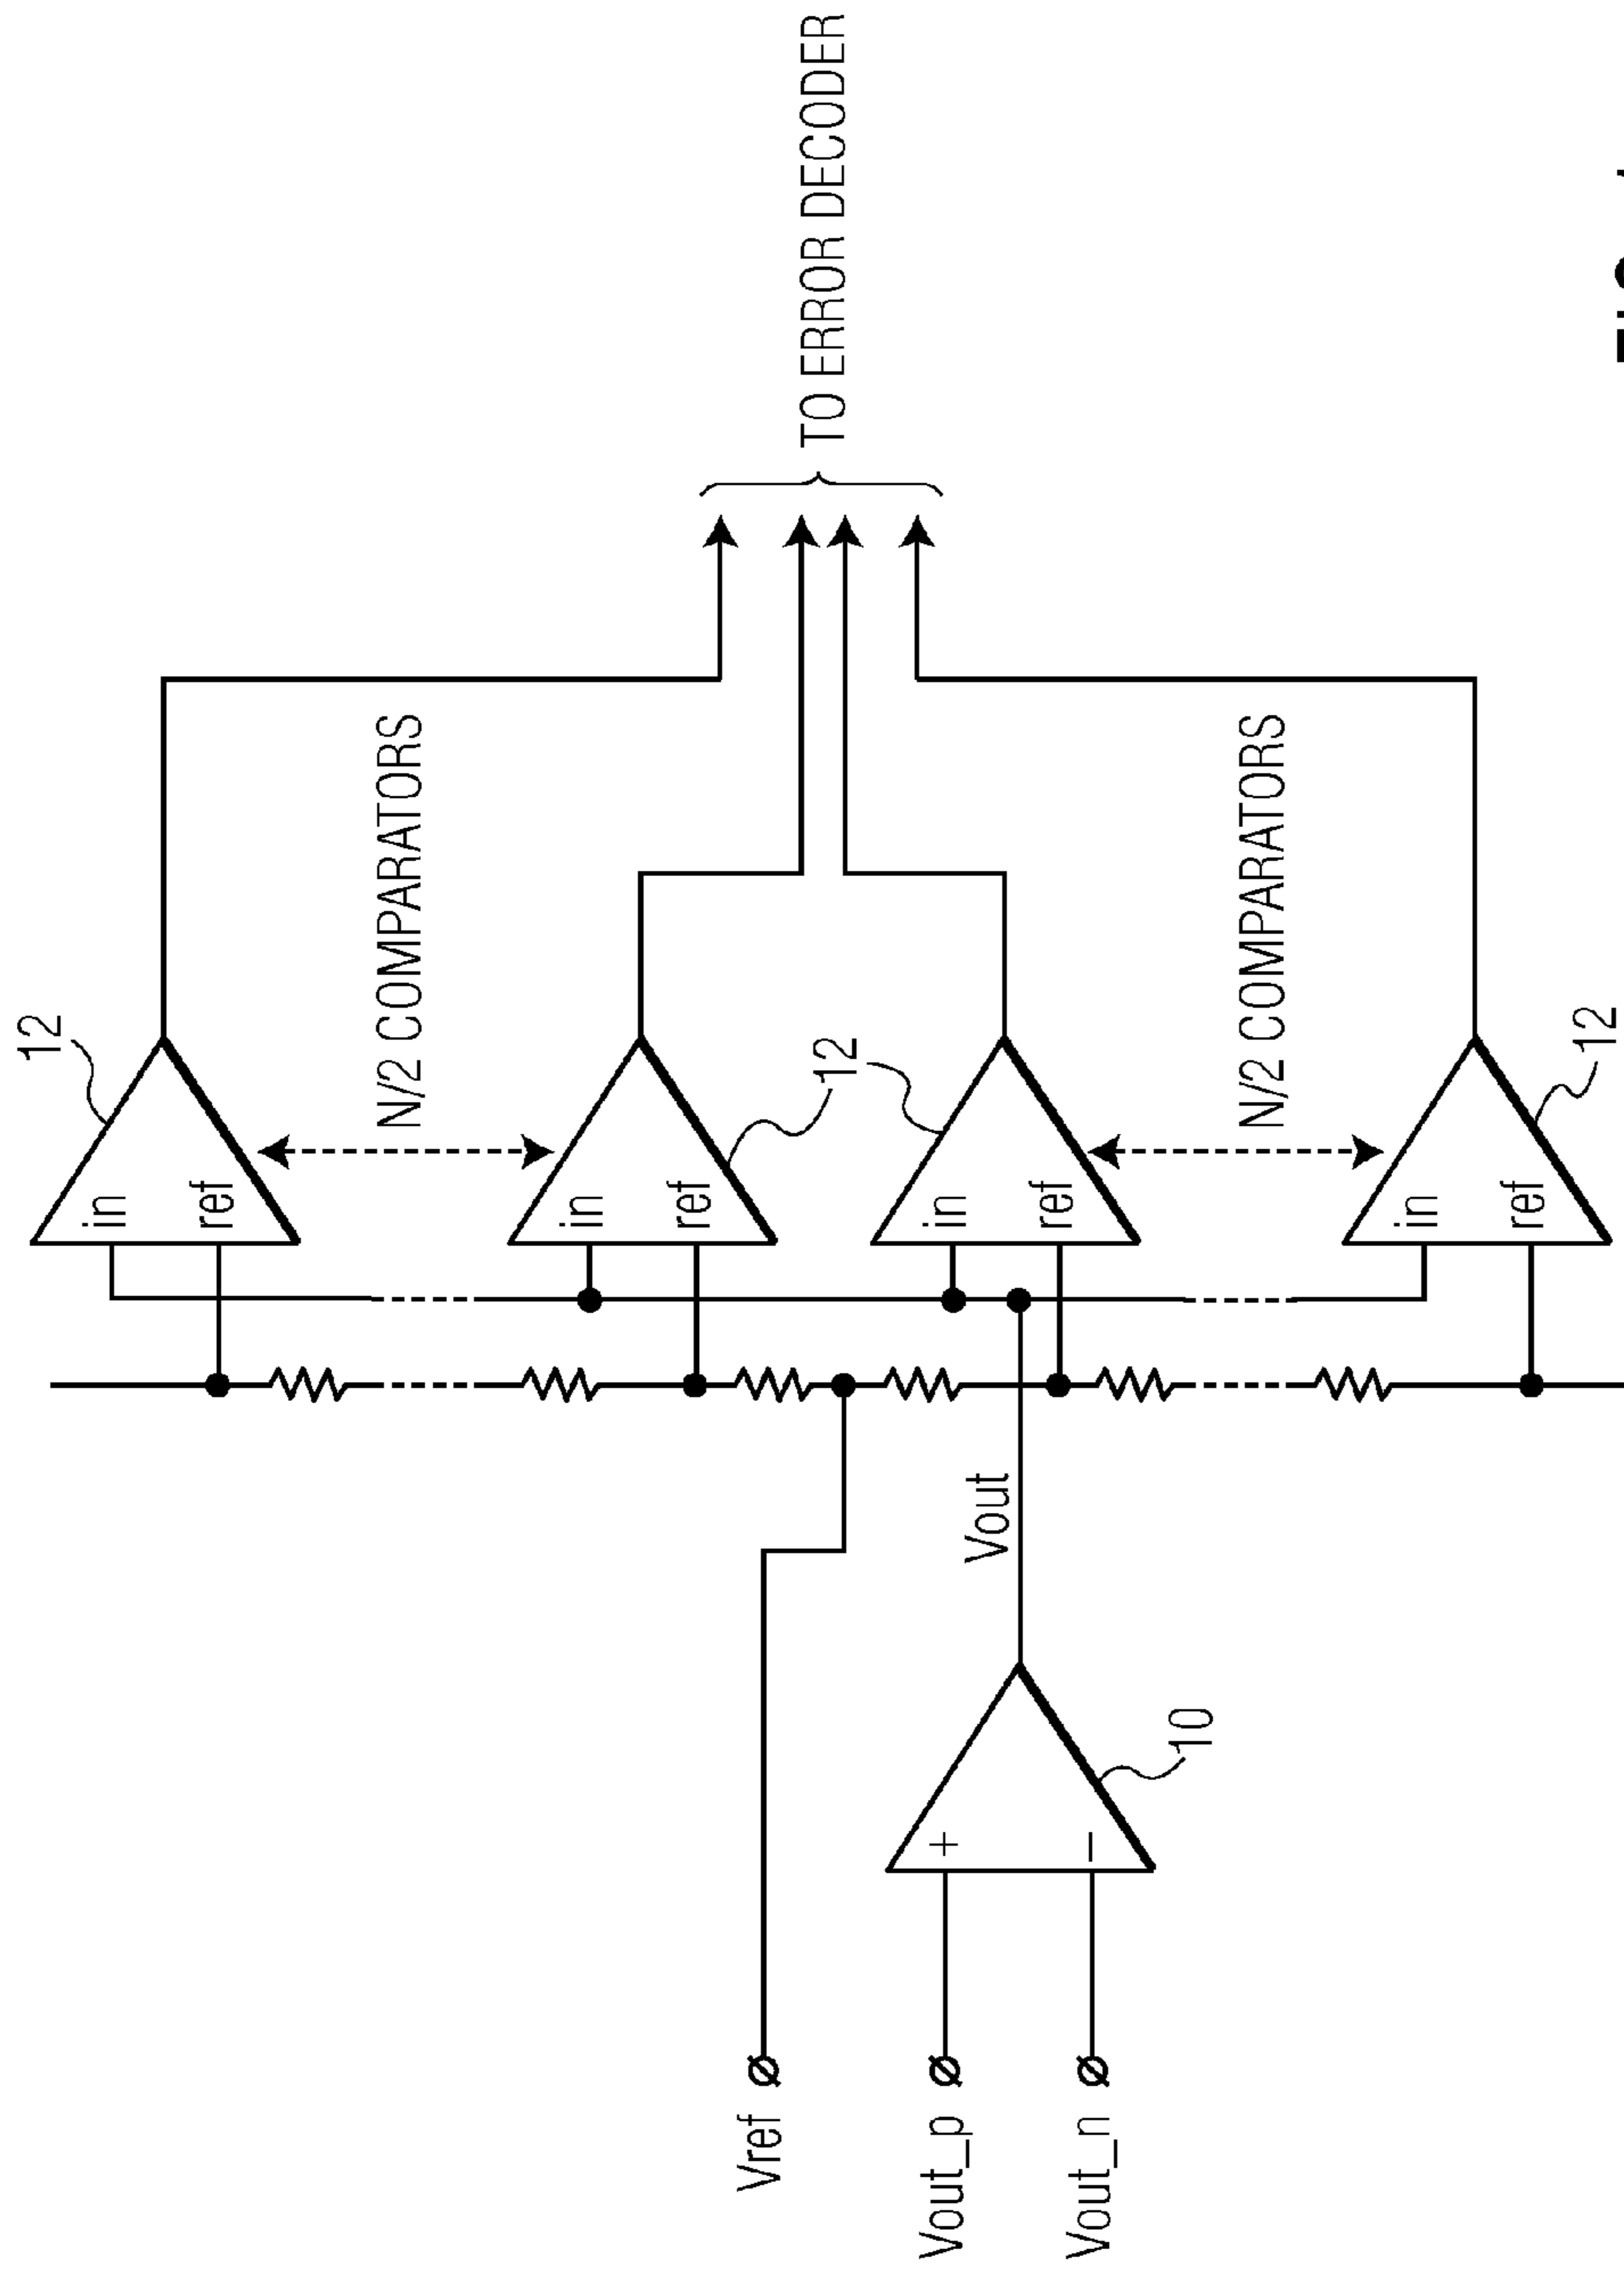 12
in
ref
N/2 COMPARATORS
in
ref
12
TO ERROR DECODER
in
ref
N/2 COMPARATORS
in
ref
12
Vref
Vout_p
Vout_n
+
–
Vout
10